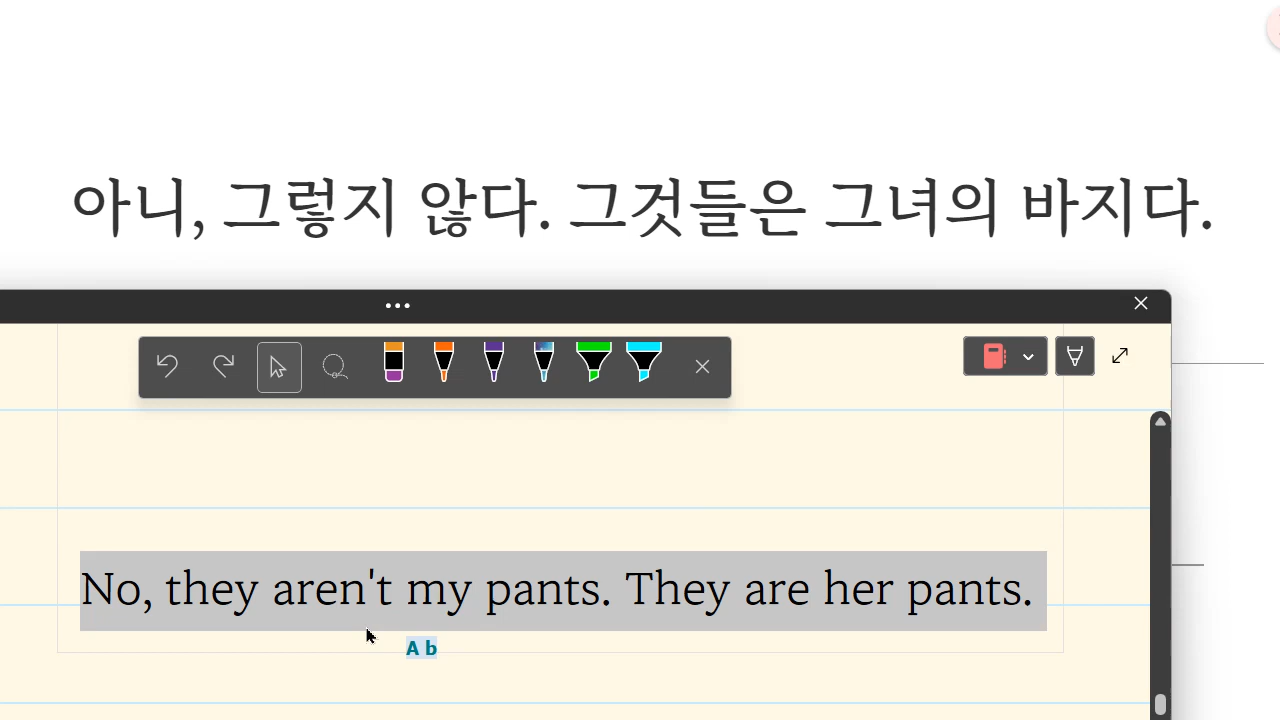 아니, 그렇지 않다. 그것들은 그녀의 바지다.
No, they aren't my pants. They are her pants.
A b